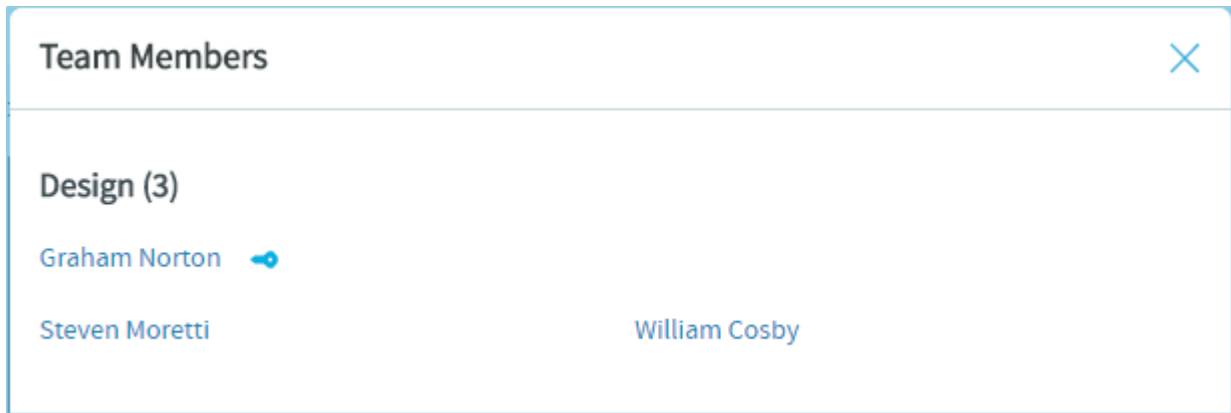 Team Members
Design (3)
Graham Norton
Steven Moretti William Cosby